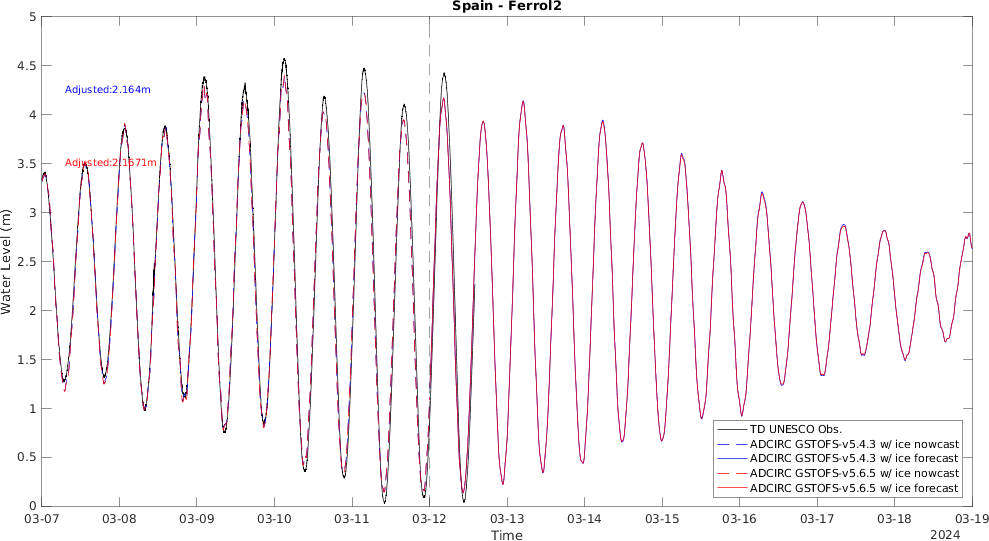 Spain - Ferrol2
5
4.5
4
3.5
3
2.5
2
1.5
1
0.5
0
Water Level (m)
Adjusted:2.164m
Adjusted:2.1571m
TD UNESCO Obs.
ADCIRC GSTOFS-v5.4.3 w/ ice nowcast
ADCIRC GSTOFS-v5.4.3 w/ ice forecast
ADCIRC GSTOFS-v5.6.5 w/ ice nowcast
ADCIRC GSTOFS-v5.6.5 w/ ice forecast
03-07 03-08 03-09 03-10 03-11 03-12 03-13 03-14 03-15 03-16 03-17 03-18 03-19
Time
2024